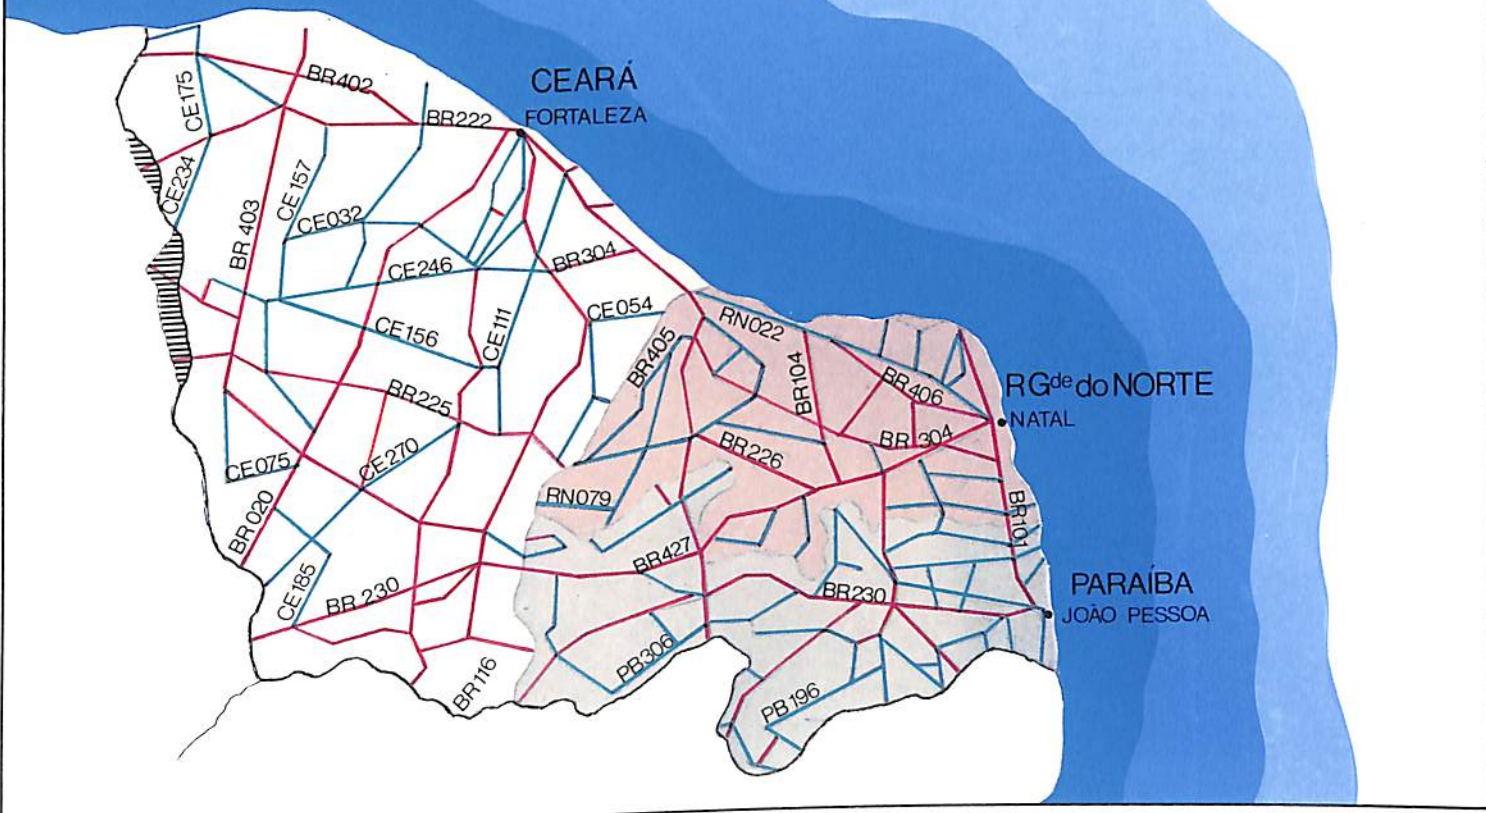 CEARÁ
FORTALEZA
BR402
BR222
CE175
CE234
CE157
BR 403
CE032
CE246
BR304
CE054
CE156
CE111
RN022
BR405
BR104
BR406
RGde do NORTE
NATAL
BR225
BR 304
BR226
CE270
CE075
RN079
BR101
BR020
BR427
CE185
BR 230
BR230
PARAÍBA
JOÃO PESSOA
PB306
BR116
PB196